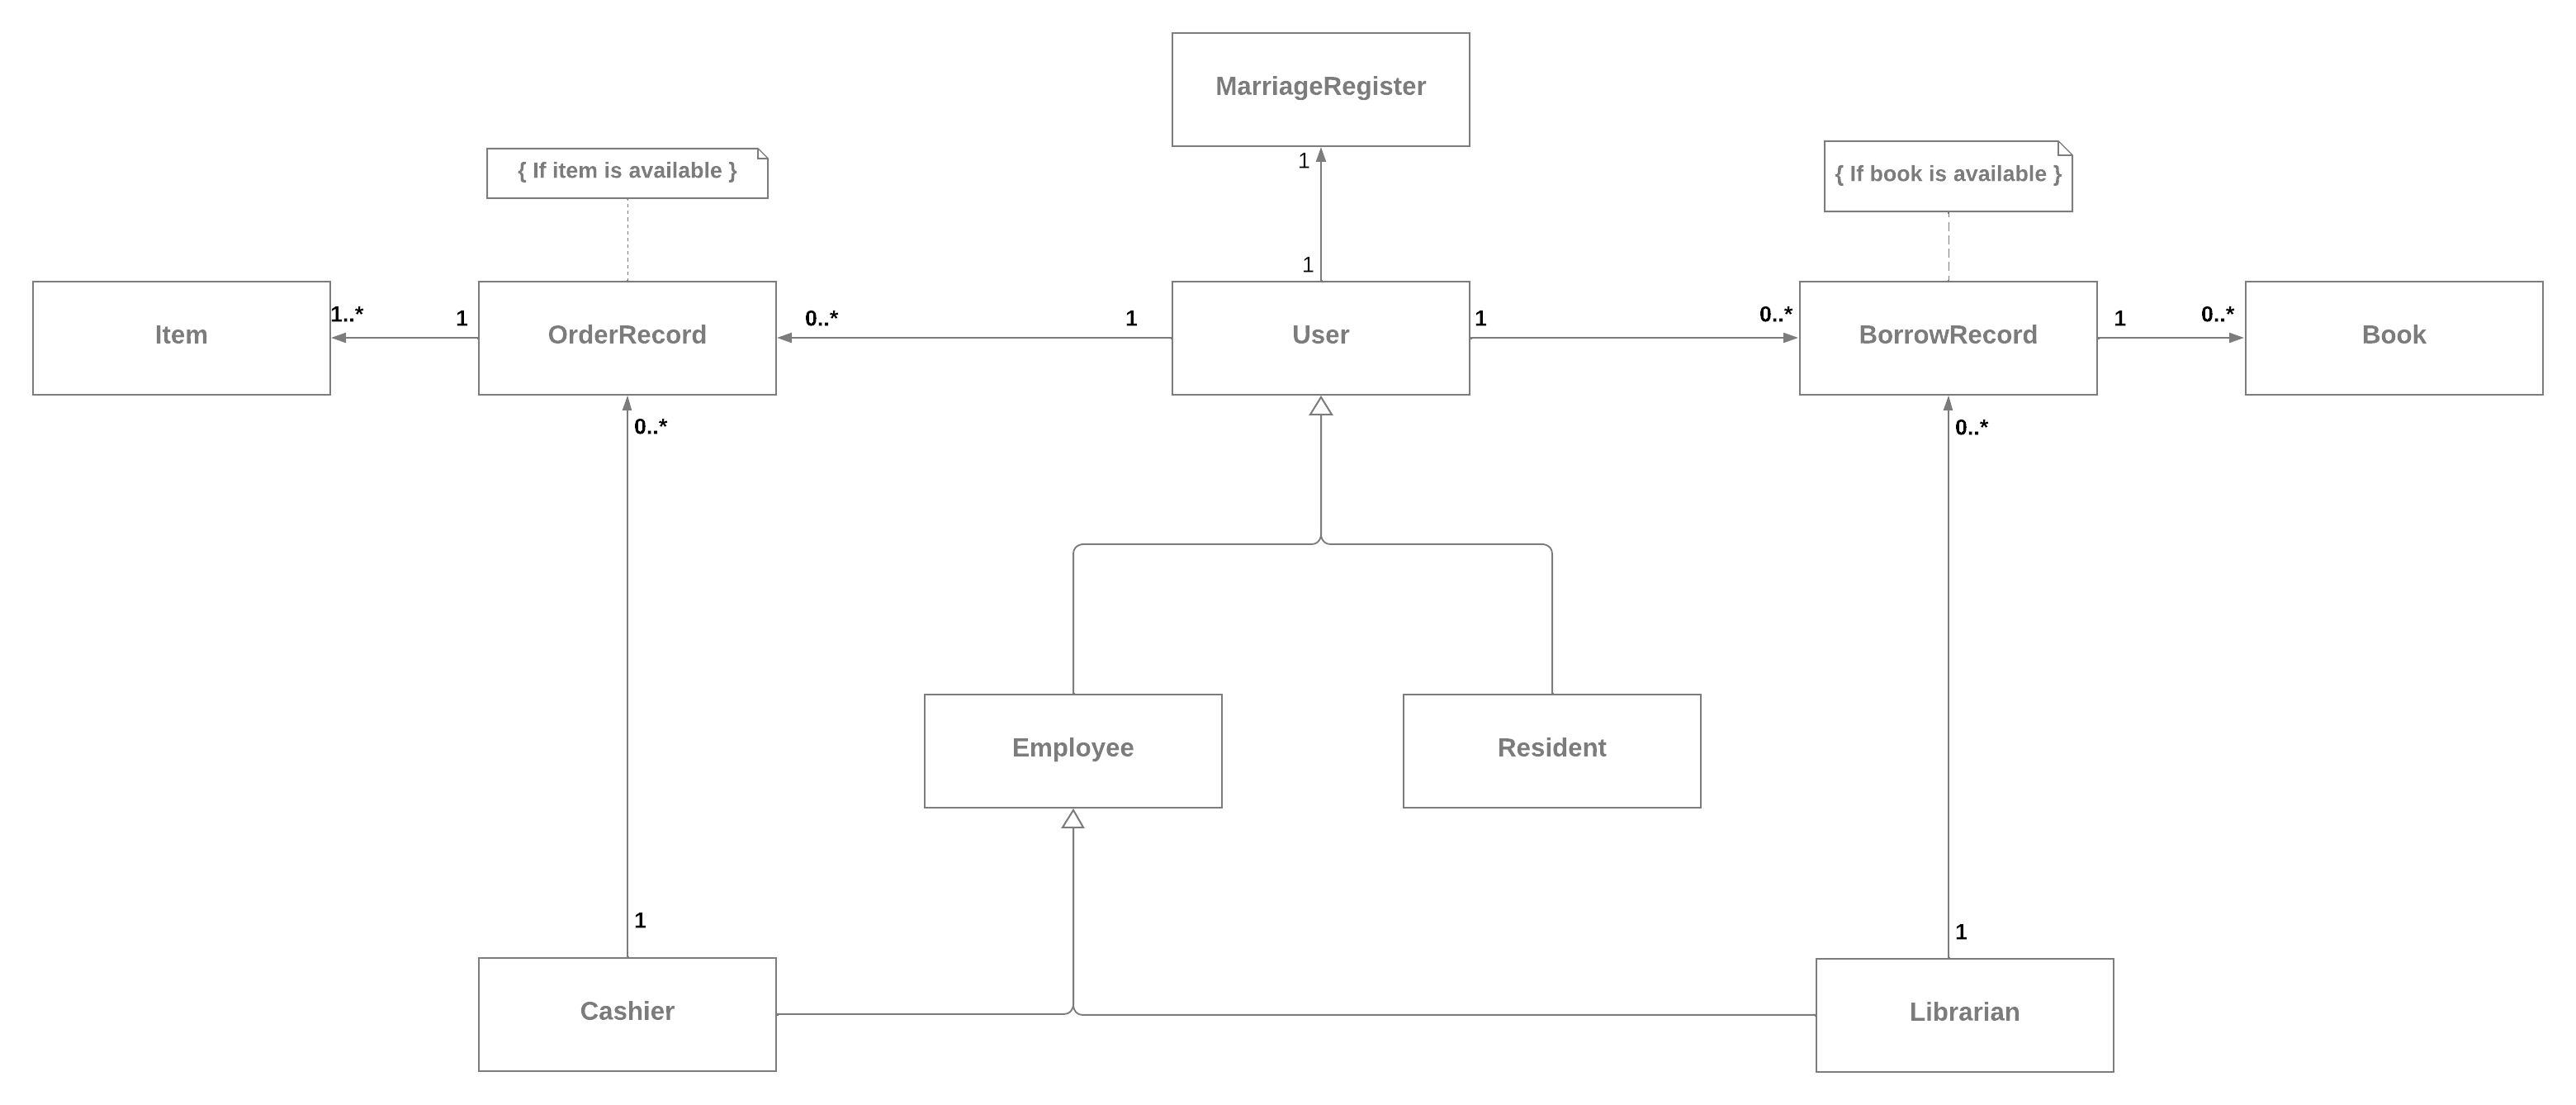 MarriageRegister
{ If item is available }
{ If book is available }
1
1
Item
1..*
1
OrderRecord
0..*
1
User
1
0..*
BorrowRecord
1
0..*
Book
0..*
0..*
Employee
Resident
1
1
Cashier
Librarian